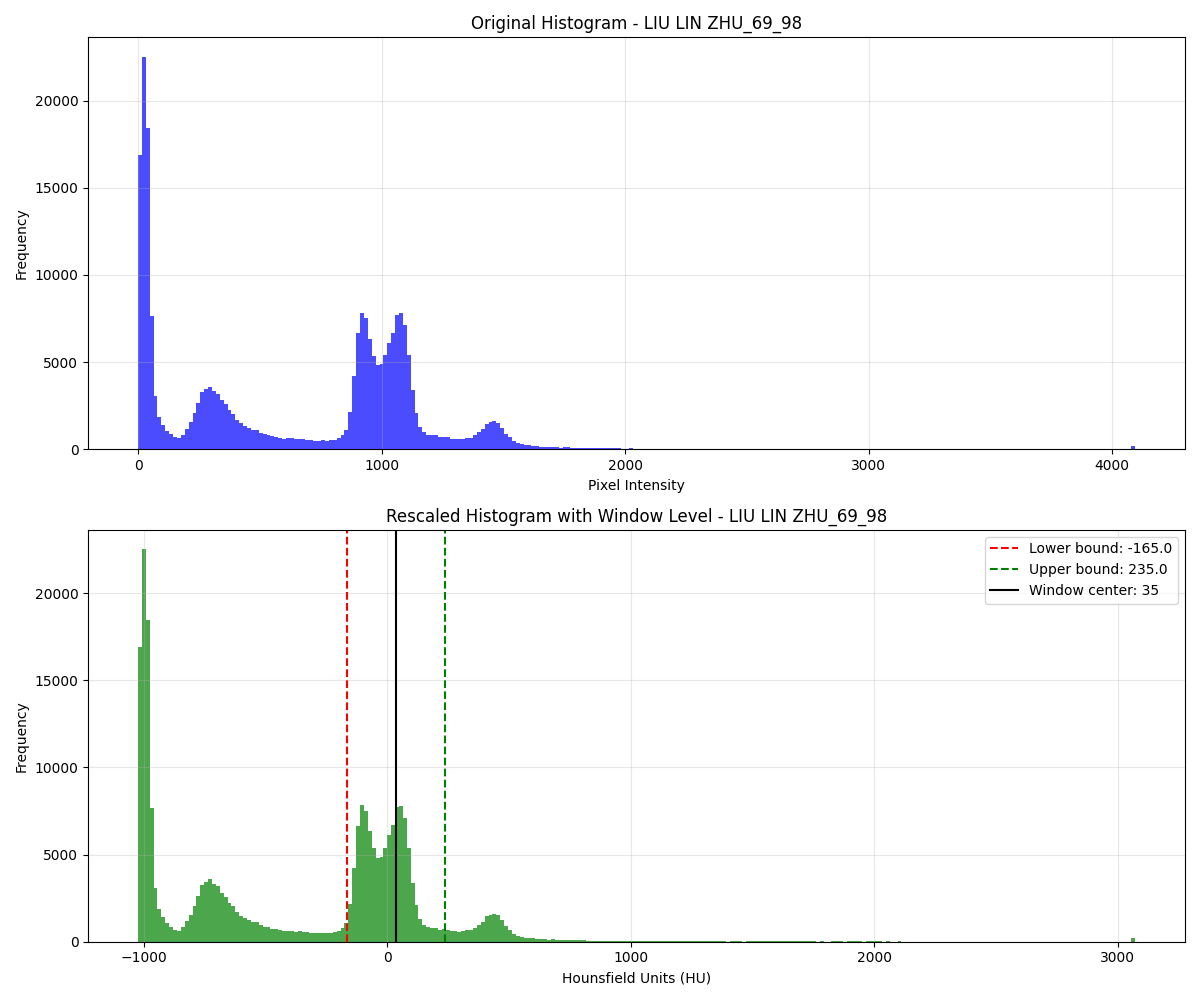 Original Histogram - LIU LIN ZHU_69_98
Frequency
20000
15000
10000
5000
0
0 1000 2000 3000 4000
Pixel Intensity
Rescaled Histogram with Window Level - LIU LIN ZHU_69_98
Frequency
20000
15000
10000
5000
0
Lower bound: -165.0
Upper bound: 235.0
Window center: 35
−1000 0 1000 2000 3000
Hounsfield Units (HU)